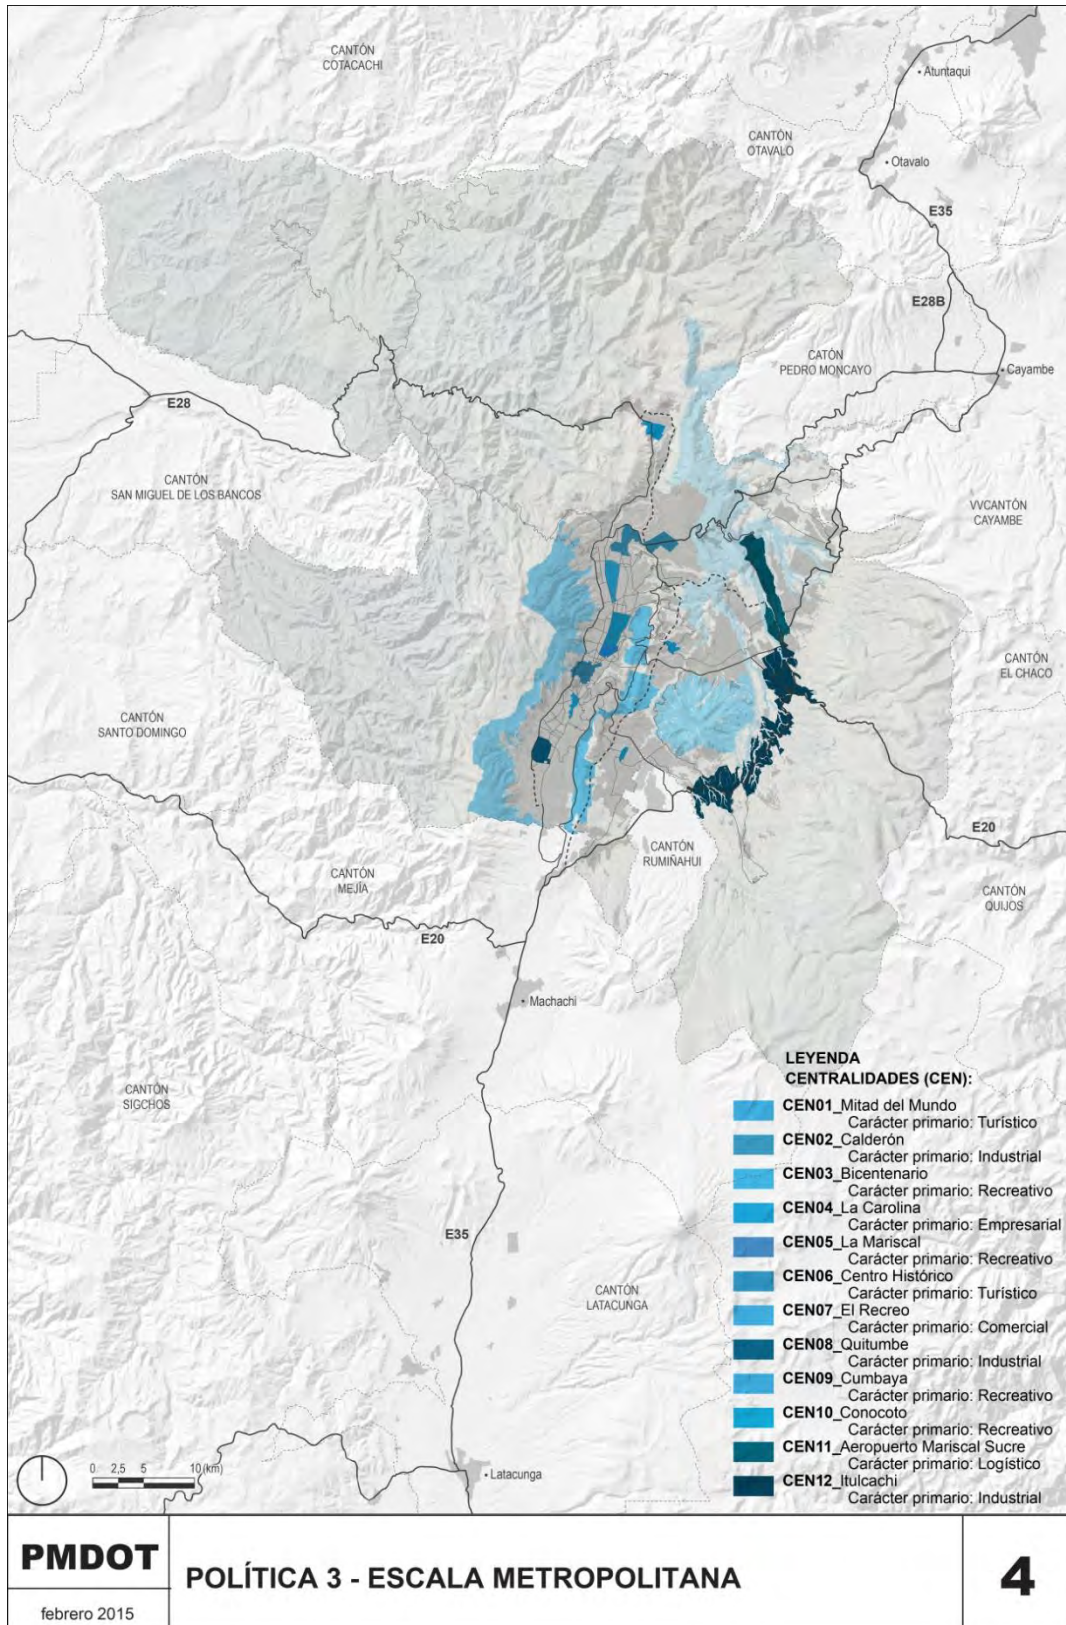 CANTÓN
COTACACHI
Atuntaqui
CANTÓN
OTAVALO
Otavalo
E35
E28B
CATÓN
PEDRO MONCAYO
Cayambe
E28
CANTÓN
SAN MIGUEL DE LOS BANCOS
VVCANTÓN
CAYAMBE
CANTÓN
EL CHACO
CANTÓN
SANTO DOMINGO
E20
CANTÓN
RUMIÑAHUI
CANTÓN
MEJÍA
CANTÓN
QUIJOS
E20
Machachi
CANTÓN
SIGCHOS
E35
CANTÓN
LATACUNGA
Latacunga
0 2,5 5 10 (km)
LEYENDA
CENTRALIDADES (CEN):
CEN01_Mitad del Mundo
Carácter primario: Turístico
CEN02_Calderón
Carácter primario: Industrial
CEN03_Bicentenario
Carácter primario: Recreativo
CEN04_La Carolina
Carácter primario: Empresarial
CEN05_La Mariscal
Carácter primario: Recreativo
CEN06_Centro Histórico
Carácter primario: Turístico
CEN07_El Recreo
Carácter primario: Comercial
CEN08_Quitumbe
Carácter primario: Industrial
CEN09_Cumbaya
Carácter primario: Recreativo
CEN10_Conocoto
Carácter primario: Recreativo
CEN11_Aeropuerto Mariscal Sucre
Carácter primario: Logístico
CEN12_Itulcachi
Carácter primario: Industrial
PMDOT
febrero 2015
POLÍTICA 3 - ESCALA METROPOLITANA
4